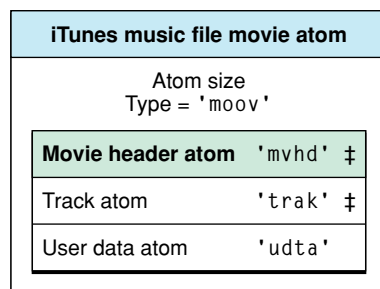 iTunes music file movie atom
Atom size
Type = 'moov'
Movie header atom 'mvhd' ‡
Track atom 'trak' ‡
User data atom 'udta'